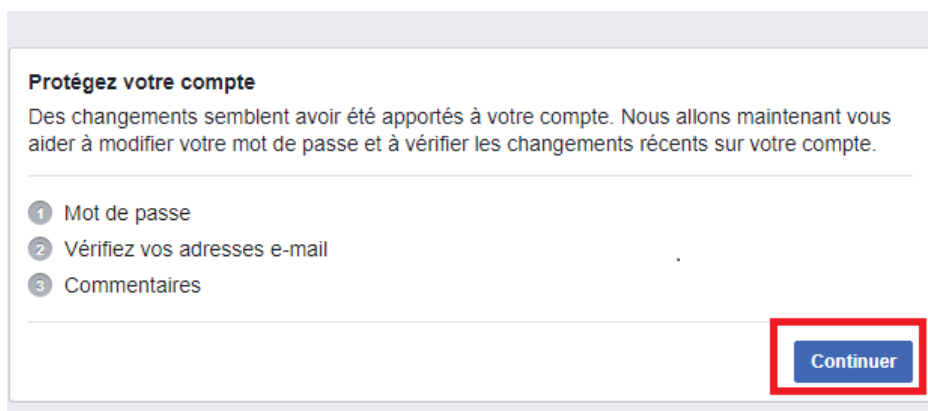 Protégez votre compte
Des changements semblent avoir été apportés à votre compte. Nous allons maintenant vous
aider à modifier votre mot de passe et à vérifier les changements récents sur votre compte.
1 Mot de passe
2 Vérifiez vos adresses e-mail
3 Commentaires
Continuer